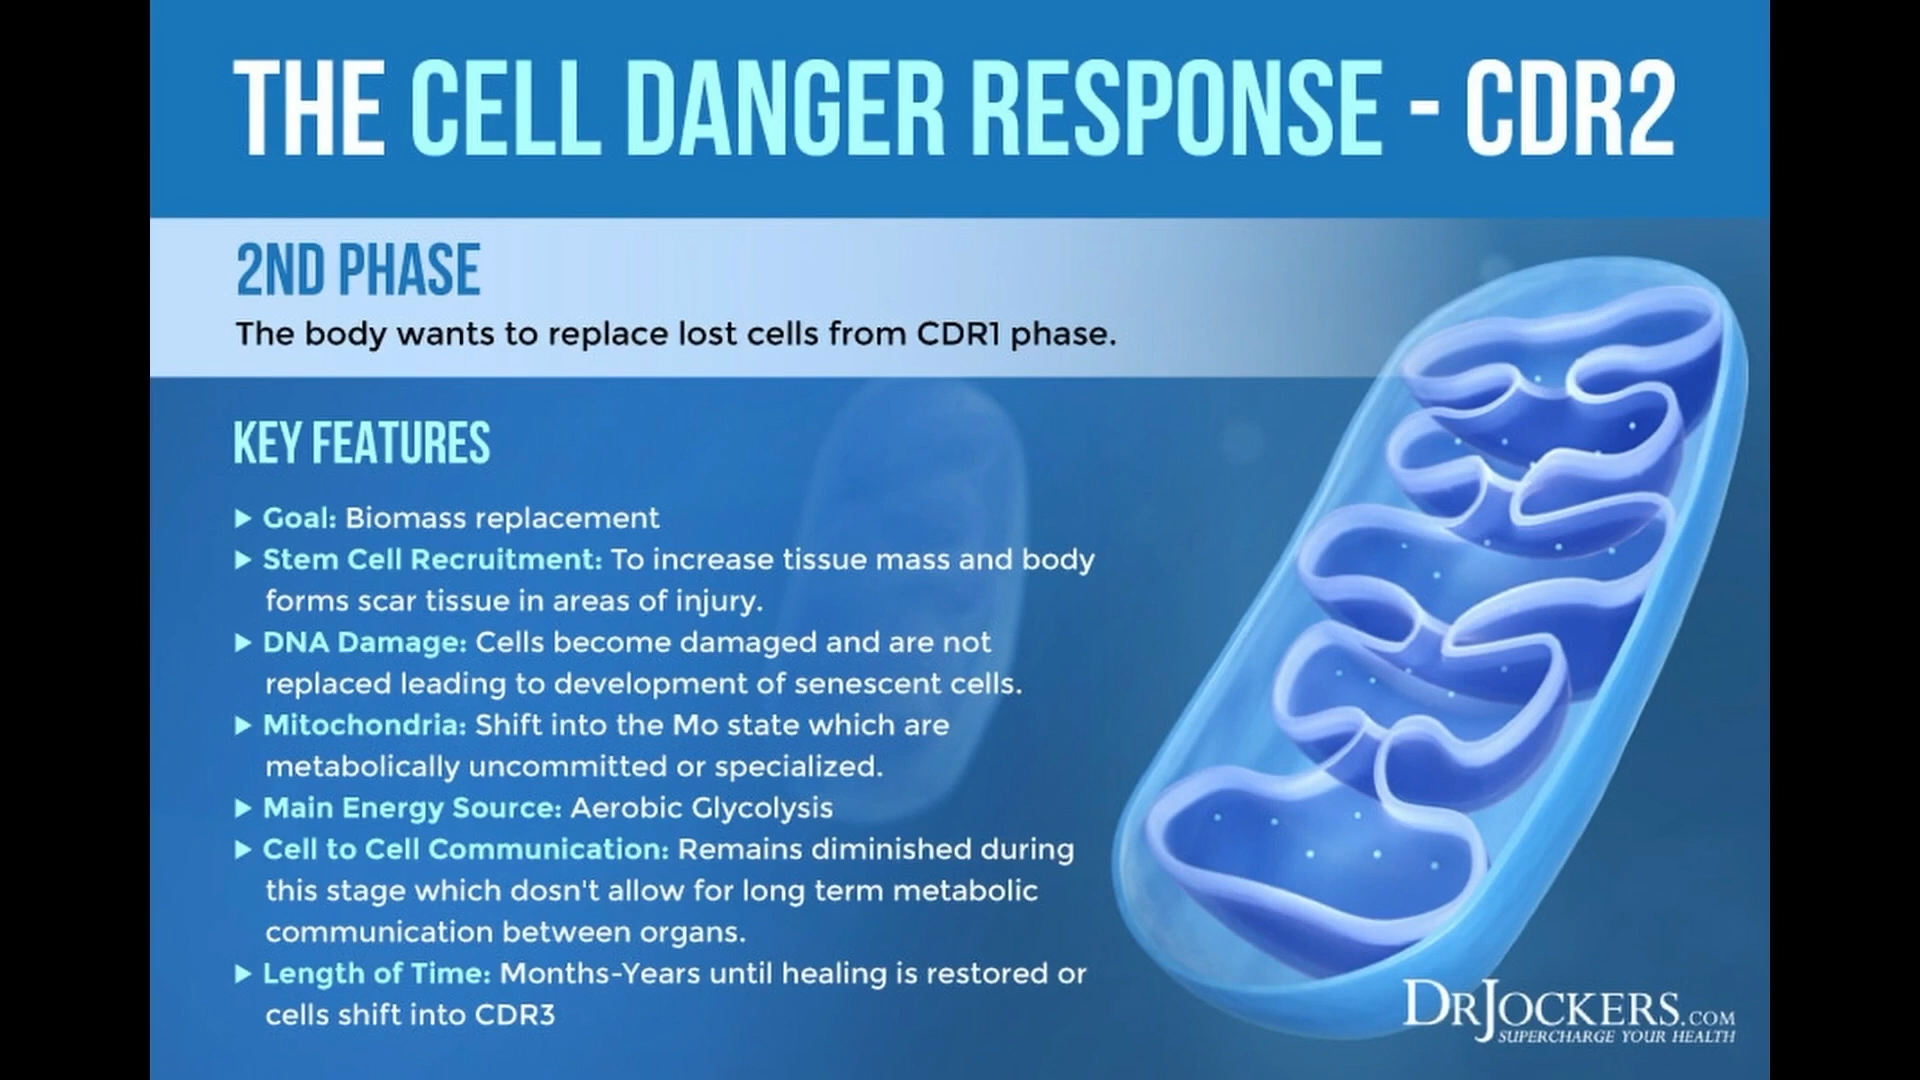 THE CELL DANGER RESPONSE - CDR2
2ND PHASE
The body wants to replace lost cells from CDR1 phase.
KEY FEATURES
▶ Goal: Biomass replacement
▶ Stem Cell Recruitment: To increase tissue mass and body
forms scar tissue in areas of injury.
▶ DNA Damage: Cells become damaged and are not
replaced leading to development of senescent cells.
▶ Mitochondria: Shift into the Mo state which are
metabolically uncommitted or specialized.
▶ Main Energy Source: Aerobic Glycolysis
▶ Cell to Cell Communication: Remains diminished during
this stage which dosn't allow for long term metabolic
communication between organs.
▶ Length of Time: Months-Years until healing is restored or
cells shift into CDR3
DRJOCKERS.COM
SUPERCHARGE YOUR HEALTH